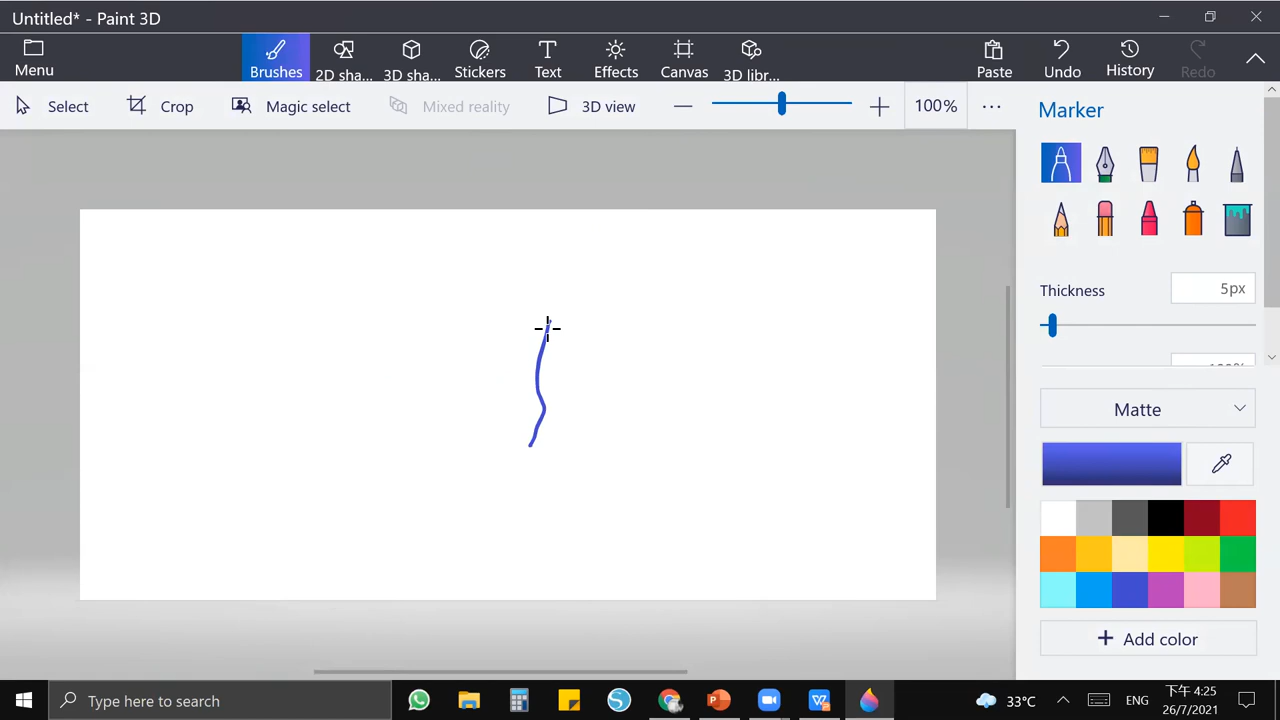 Untitled* - Paint 3D
Menu
Brushes
2D sha...
3D sha...
Stickers
Text
Effects
Canvas
3D libr...
Paste
Undo
History
Redo
Select
Crop
Magic select
Mixed reality
3D view
100%
Marker
Thickness
5px
Matte
Add color
Type here to search
33°C
ENG
下午 4:25
26/7/2021